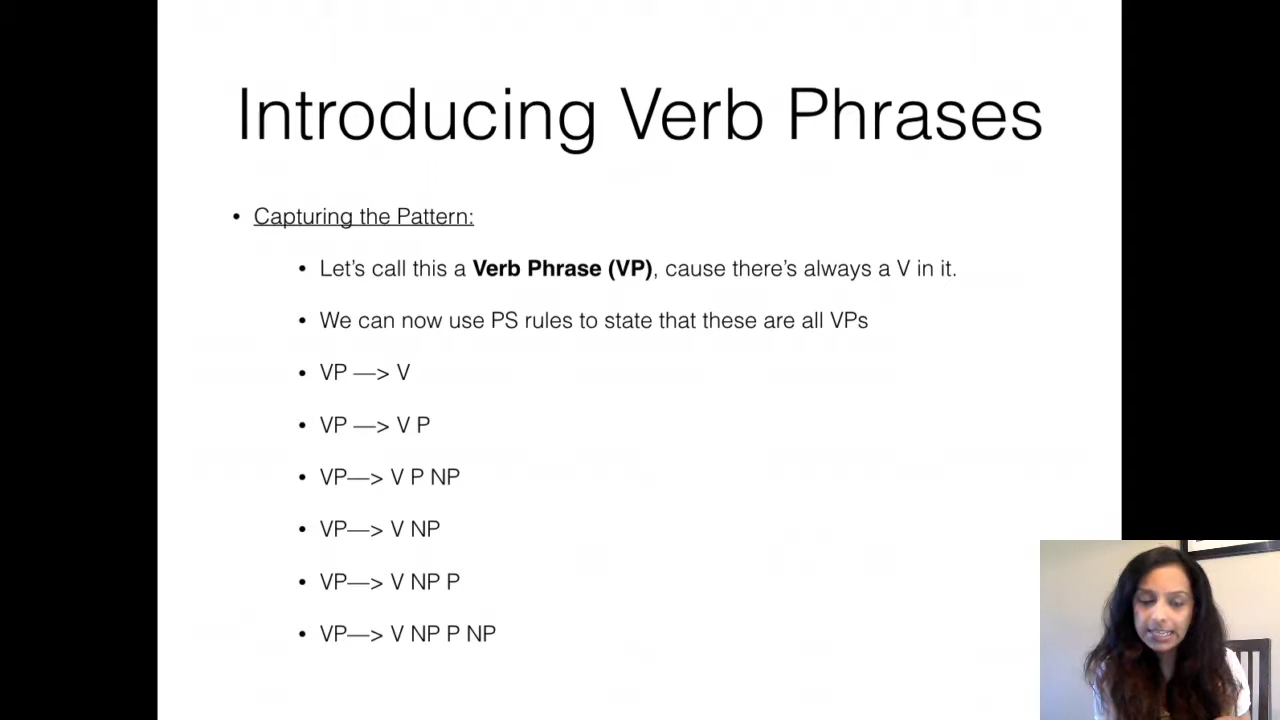 Introducing Verb Phrases
• Capturing the Pattern:
• Let's call this a Verb Phrase (VP), cause there's always a V in it.
• We can now use PS rules to state that these are all VPs
• VP —> V
• VP —> V P
• VP—> V P NP
• VP—> V NP
• VP—> V NP P
• VP—> V NP P NP